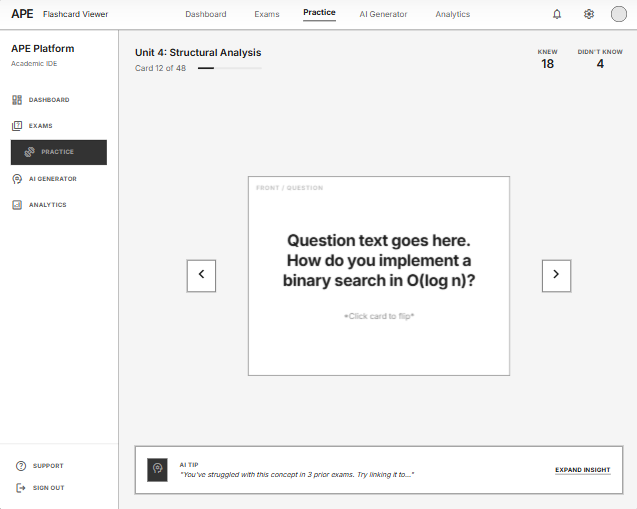 APE
Flashcard Viewer
Dashboard
Exams
Practice
AI Generator
Analytics
APE Platform
Academic IDE
DASHBOARD
EXAMS
PRACTICE
AI GENERATOR
ANALYTICS
SUPPORT
SIGN OUT
Unit 4: Structural Analysis
Card 12 of 48
KNEW
18
DIDN'T KNOW
4
FRONT / QUESTION
Question text goes here.
How do you implement a
binary search in O(log n)?
*Click card to flip*
AI TIP
"You've struggled with this concept in 3 prior exams. Try linking it to..."
EXPAND INSIGHT